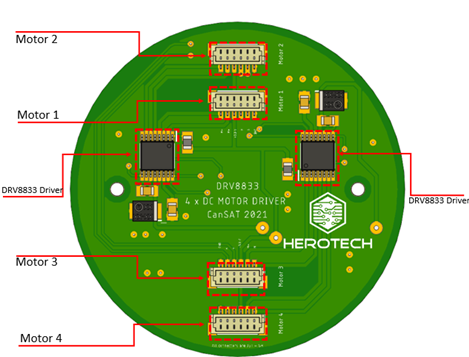 Motor 2
Motor 2
Motor 1
Motor 1
DRV8833 Driver
DRV8833 Driver
DRV8833
4 x DC MOTOR DRIVER
CanSAT 2021
HEROTECH
Motor 3
Motor 3
Motor 4
Motor 4